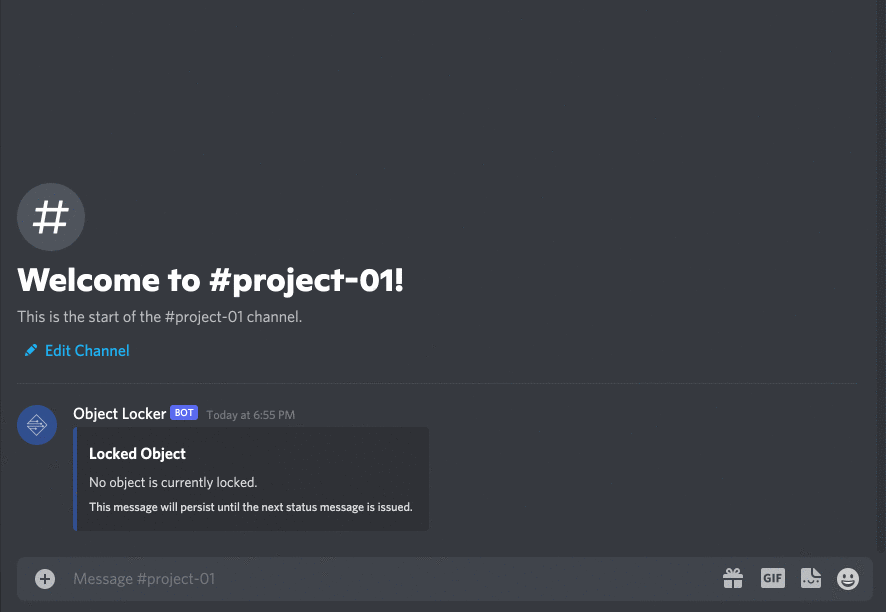 #
Welcome to #project-01!
This is the start of the #project-01 channel.
Edit Channel
Object Locker BOT Today at 6:55 PM
Locked Object
No object is currently locked.
This message will persist until the next status message is issued.
Message #project-01 GIF